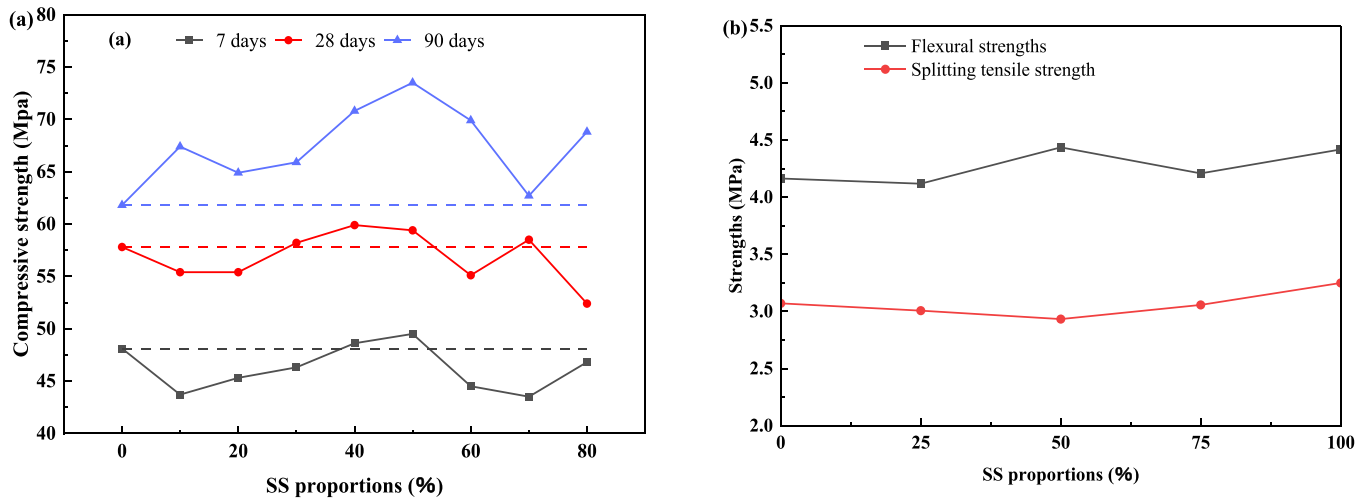 (a)
(a)
7 days
28 days
90 days
Compressive strength (Mpa)
80
75
70
65
60
55
50
45
40
0
20
40
60
80
SS proportions (%)
(b)
Flexural strengths
Splitting tensile strength
Strengths (MPa)
5.5
5.0
4.5
4.0
3.5
3.0
2.5
2.0
0
25
50
75
100
SS proportions (%)